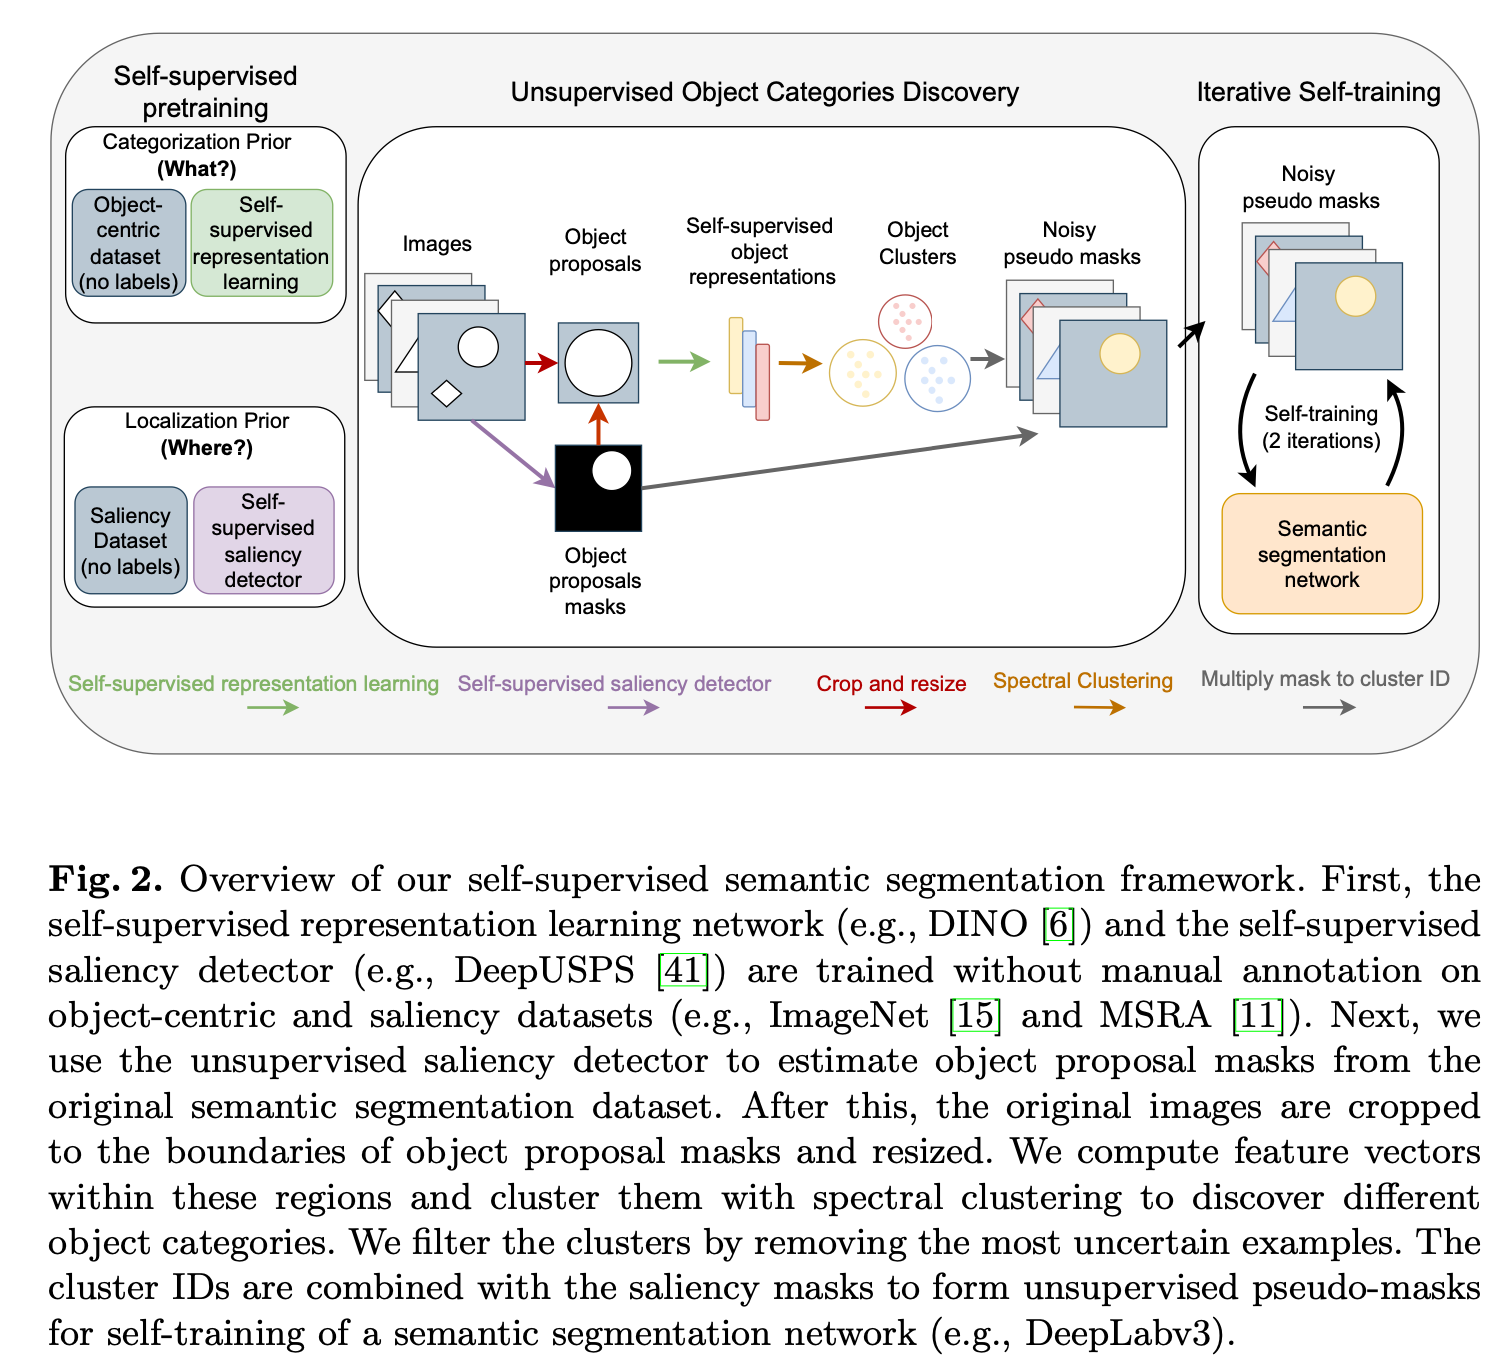 Self-supervised
pretraining
Categorization Prior
(What?)
Object-
centric
dataset
(no labels)
Self-
supervised
representation
learning
Localization Prior
(Where?)
Saliency
Dataset
(no labels)
Self-
supervised
saliency
detector
Unsupervised Object Categories Discovery
Images
Object
proposals
Self-supervised
object
representations
Object
Clusters
Noisy
pseudo masks
Object
proposals
masks
Iterative Self-training
Noisy
pseudo masks
Self-training
(2 iterations)
Semantic
segmentation
network
Self-supervised representation learning
Self-supervised saliency detector
Crop and resize
Spectral Clustering
Multiply mask to cluster ID
Fig. 2. Overview of our self-supervised semantic segmentation framework. First, the
self-supervised representation learning network (e.g., DINO [6]) and the self-supervised
saliency detector (e.g., DeepUSPS [41]) are trained without manual annotation on
object-centric and saliency datasets (e.g., ImageNet [15] and MSRA [11]). Next, we
use the unsupervised saliency detector to estimate object proposal masks from the
original semantic segmentation dataset. After this, the original images are cropped
to the boundaries of object proposal masks and resized. We compute feature vectors
within these regions and cluster them with spectral clustering to discover different
object categories. We filter the clusters by removing the most uncertain examples. The
cluster IDs are combined with the saliency masks to form unsupervised pseudo-masks
for self-training of a semantic segmentation network (e.g., DeepLabv3).